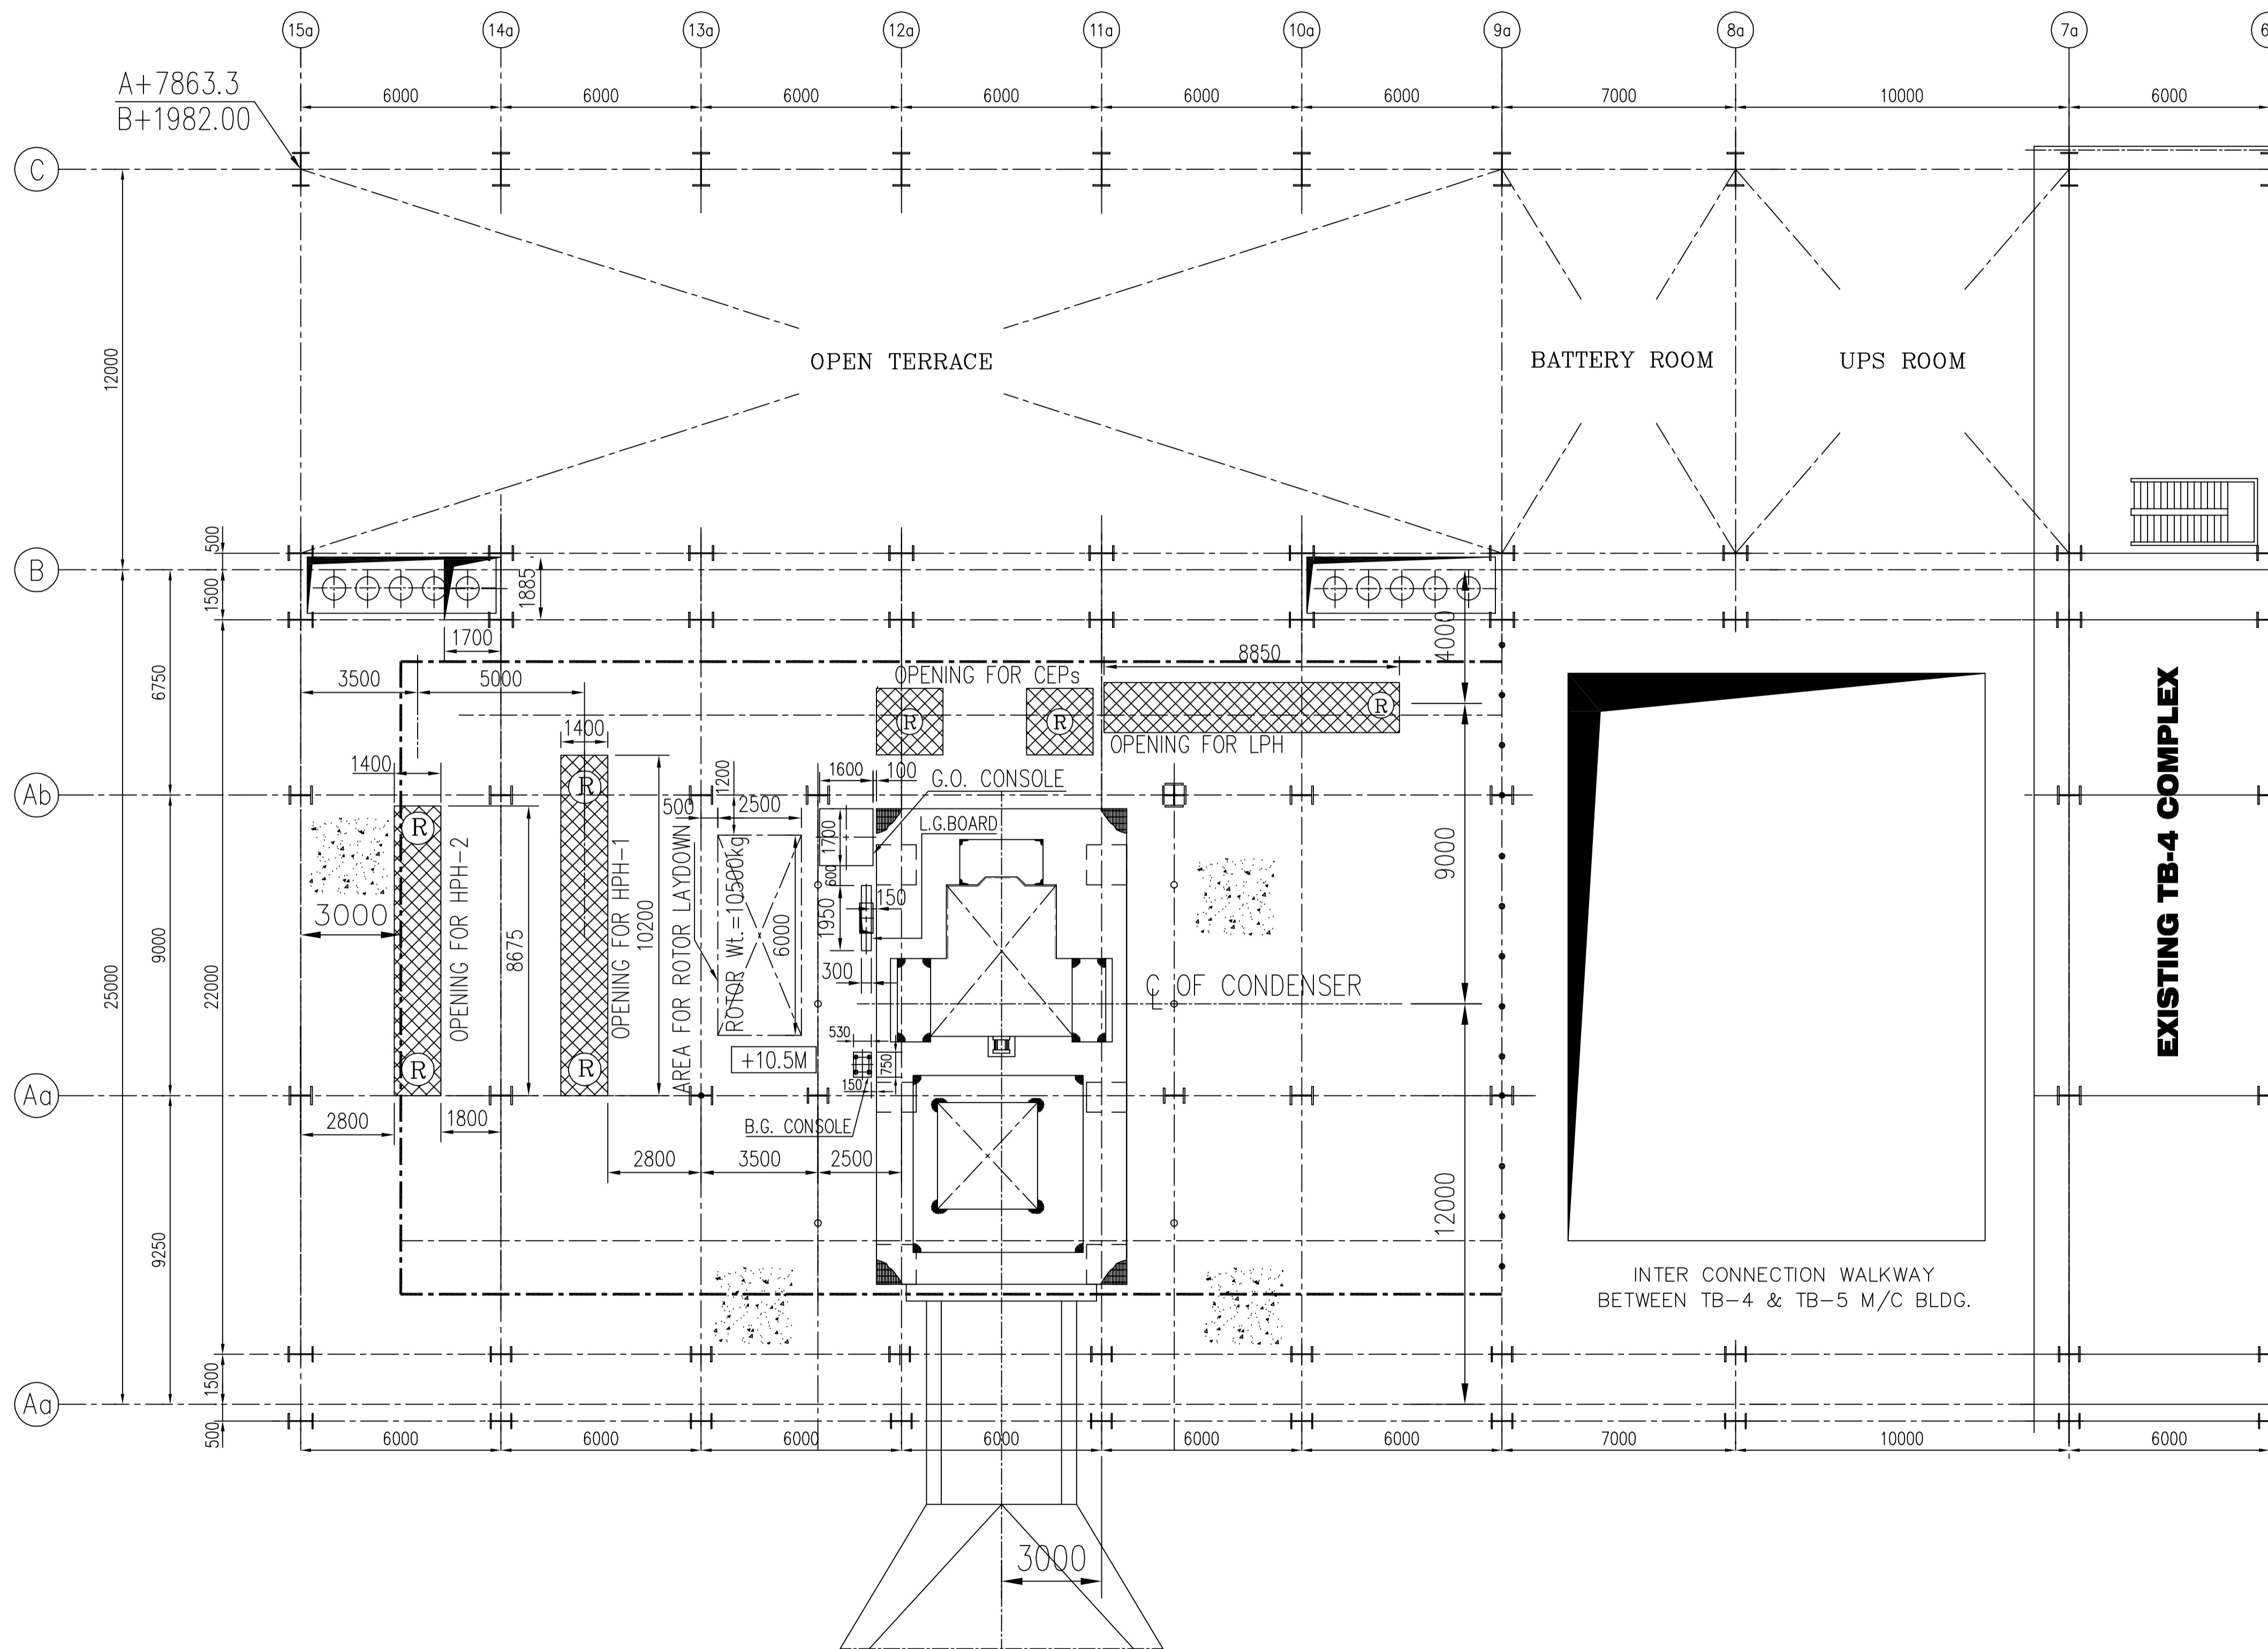 15a 14a 13a 12a 11a 10a 9a 8a 7a 6
A+7863.3
B+1982.00
6000 6000 6000 6000 6000 6000 7000 10000 6000
C
12000
OPEN TERRACE
BATTERY ROOM
UPS ROOM
500
B
1500
1885
1700
4000
8850
6750
3500
5000
OPENING FOR CEPs
R
R
R
OPENING FOR LPH
1400
1400
1200
1600
100
G.O. CONSOLE
Ab
500
2500
1700
L.G.BOARD
R
R
600
150
1950
3000
9000
25000
22000
9000
OPENING FOR HPH-2
8675
OPENING FOR HPH-1
10200
AREA FOR ROTOR LAYDOWN
ROTOR Wt.=10500kg
6000
300
℄ OF CONDENSER
EXISTING TB-4 COMPLEX
530
+10.5M
750
150
R
R
Aa
2800
1800
B.G. CONSOLE
2800
3500
2500
12000
9250
INTER CONNECTION WALKWAY
BETWEEN TB-4 & TB-5 M/C BLDG.
1500
Aa
500
6000 6000 6000 6000 6000 6000 7000 10000 6000
3000